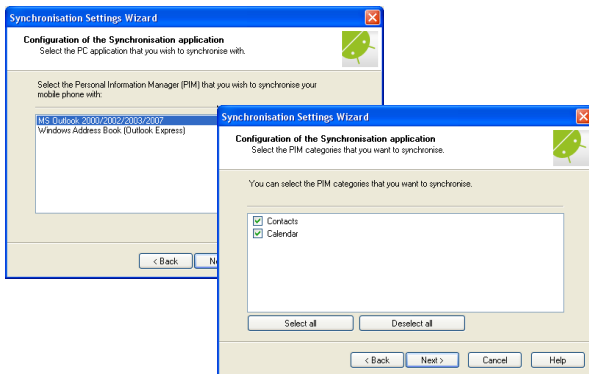 Synchronisation Settings Wizard
Configuration of the Synchronisation application
Select the PC application that you wish to synchronise with.
Select the Personal Information Manager (PIM) that you wish to synchronise your
mobile phone with:
MS Outlook 2000/2002/2003/2007
Windows Address Book (Outlook Express)
< Back
Synchronisation Settings Wizard
Configuration of the Synchronisation application
Select the PIM categories that you want to synchronise.
You can select the PIM categories that you want to synchronise.
Contacts
Calendar
Select all Deselect all
< Back Next > Cancel Help